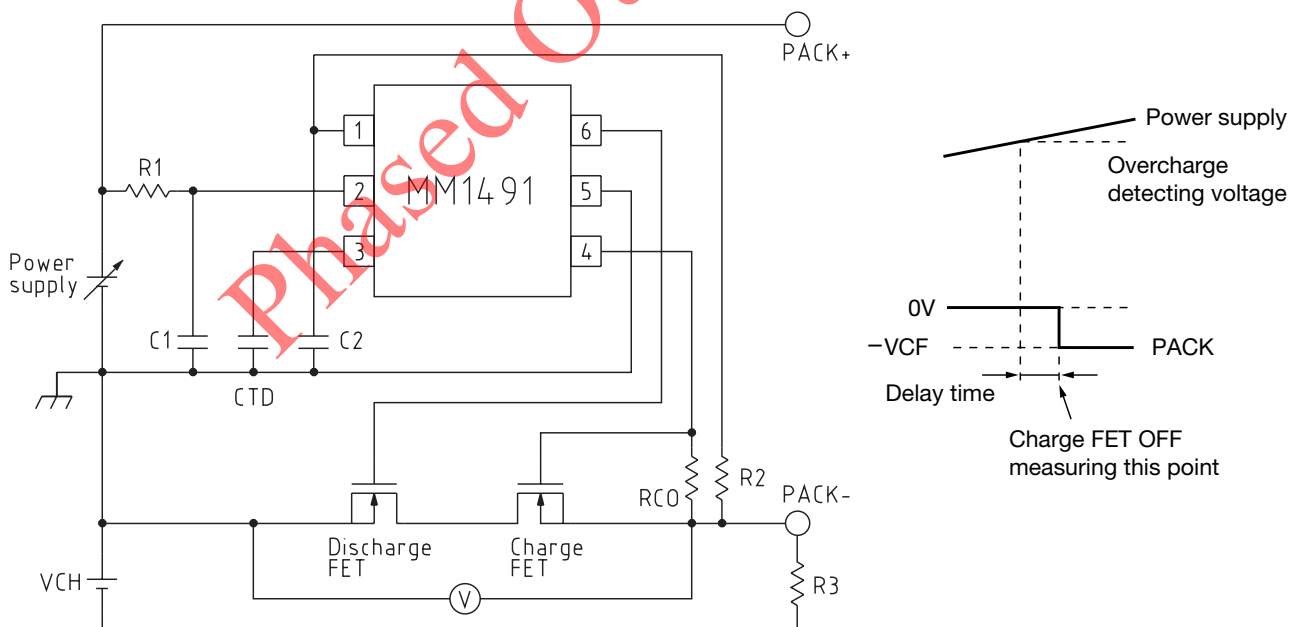 PACK+
1
6
R1
2
MM1491
5
3
4
Power
supply
C1
C2
CTD
RCO
R2
PACK-
Discharge
FET
Charge
FET
VCH
V
R3
Phased O
Power supply
Overcharge
detecting voltage
0V
−VCF
PACK
Delay time
Charge FET OFF
measuring this point